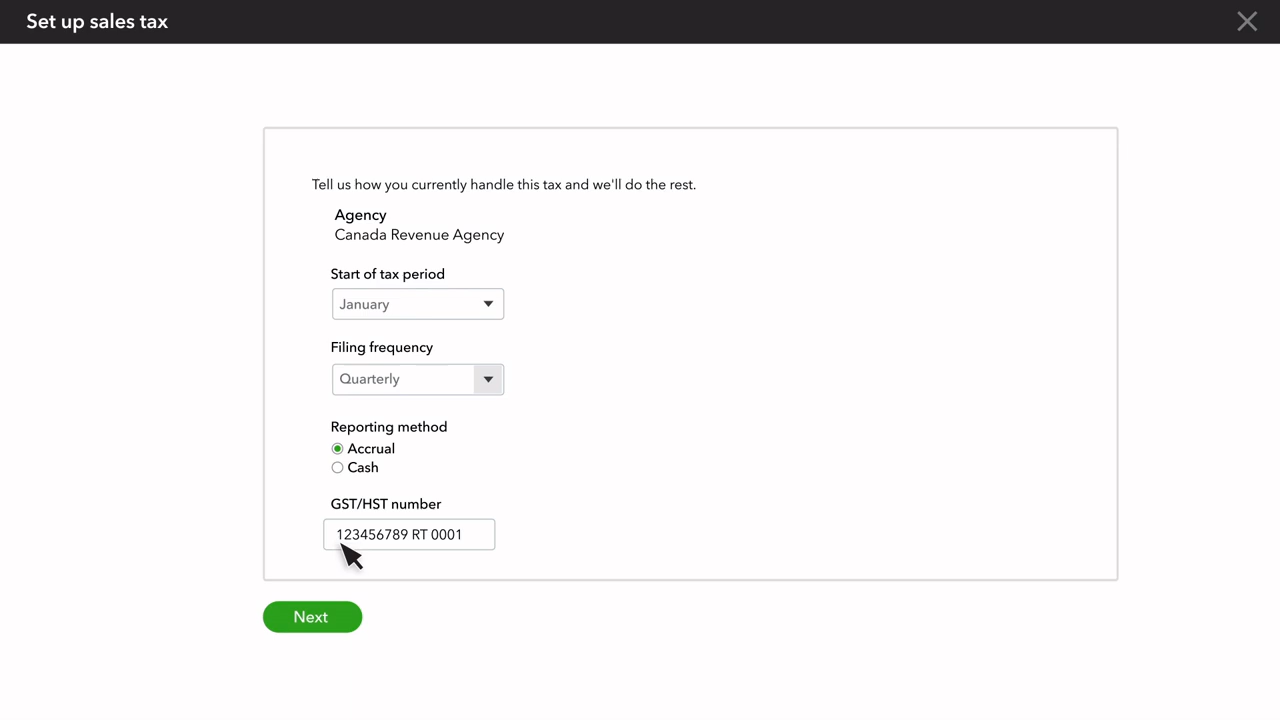 Set up sales tax
Tell us how you currently handle this tax and we'll do the rest.
Agency
Canada Revenue Agency
Start of tax period
January
Filing frequency
Quarterly
Reporting method
Accrual
Cash
GST/HST number
123456789 RT 0001
Next